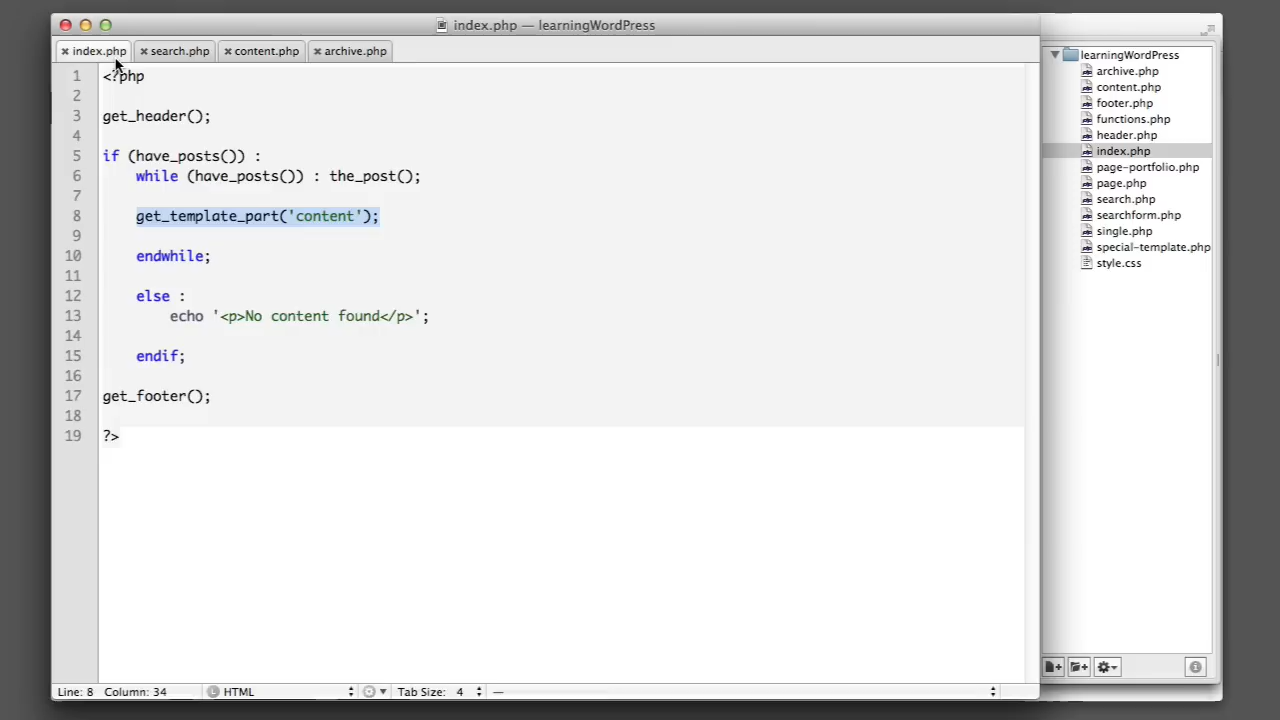 index.php — learningWordPress
index.php search.php content.php archive.php
1 <?php
2
3 get_header();
4
5 if (have_posts()) :
6 while (have_posts()) : the_post();
7
8 get_template_part('content');
9
10 endwhile;
11
12 else :
13 echo '<p>No content found</p>';
14
15 endif;
16
17 get_footer();
18
19 ?>
Line: 8 Column: 34 L HTML Tab Size: 4 —
learningWordPress
archive.php
content.php
footer.php
functions.php
header.php
index.php
page-portfolio.php
page.php
search.php
searchform.php
single.php
special-template.php
style.css